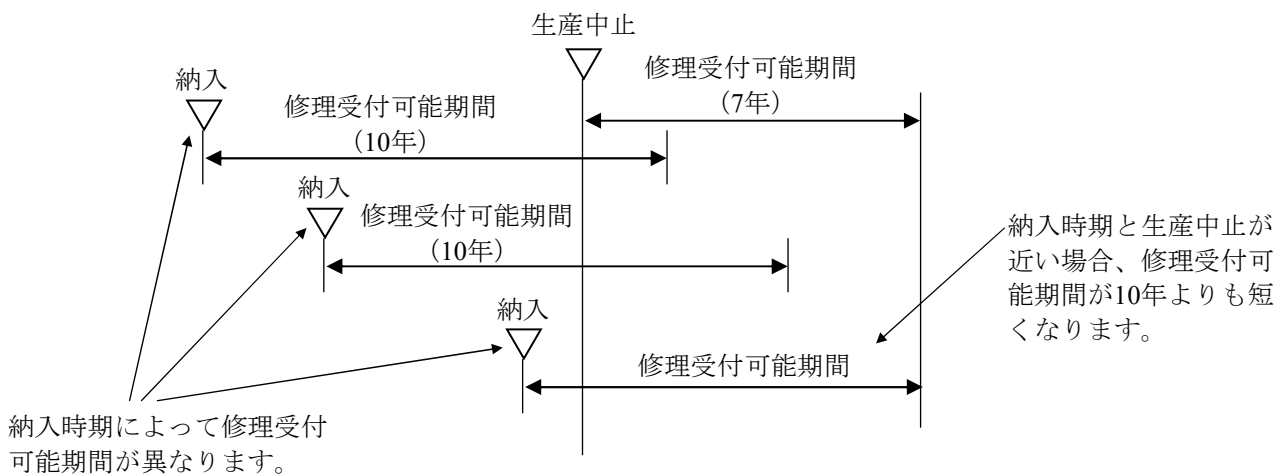 生産中止
修理受付可能期間
（7年）
納入
修理受付可能期間
（10年）
納入
修理受付可能期間
（10年）
納入時期と生産中止が
近い場合、修理受付可
能期間が10年よりも短
くなります。
納入
修理受付可能期間
納入時期によって修理受付
可能期間が異なります。